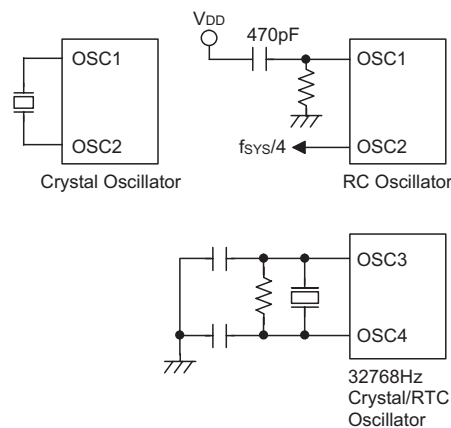 VDD
470pF
OSC1
OSC1
OSC2
fSYS/4
OSC2
Crystal Oscillator
RC Oscillator
OSC3
OSC4
32768Hz
Crystal/RTC
Oscillator